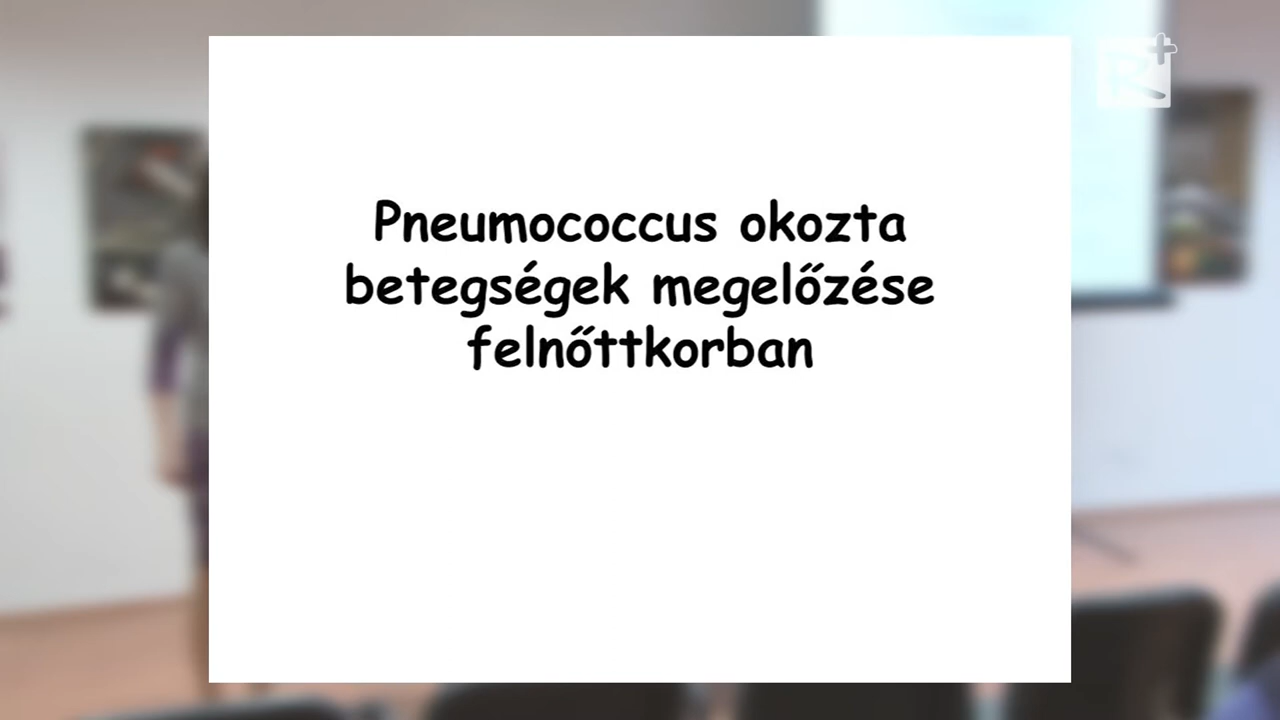 Pneumococcus okozta
betegségek megelőzése
felnőttkorban
R+